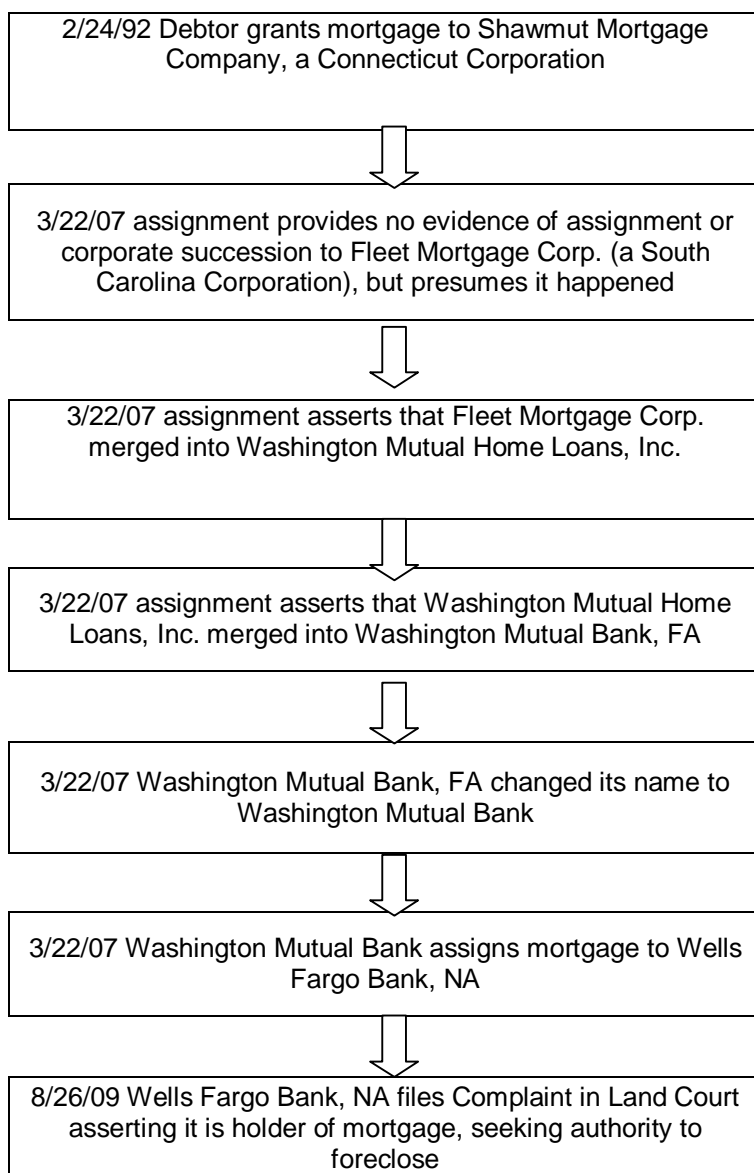 2/24/92 Debtor grants mortgage to Shawmut Mortgage
Company, a Connecticut Corporation
3/22/07 assignment provides no evidence of assignment or
corporate succession to Fleet Mortgage Corp. (a South
Carolina Corporation), but presumes it happened
3/22/07 assignment asserts that Fleet Mortgage Corp.
merged into Washington Mutual Home Loans, Inc.
3/22/07 assignment asserts that Washington Mutual Home
Loans, Inc. merged into Washington Mutual Bank, FA
3/22/07 Washington Mutual Bank, FA changed its name to
Washington Mutual Bank
3/22/07 Washington Mutual Bank assigns mortgage to Wells
Fargo Bank, NA
8/26/09 Wells Fargo Bank, NA files Complaint in Land Court
asserting it is holder of mortgage, seeking authority to
foreclose